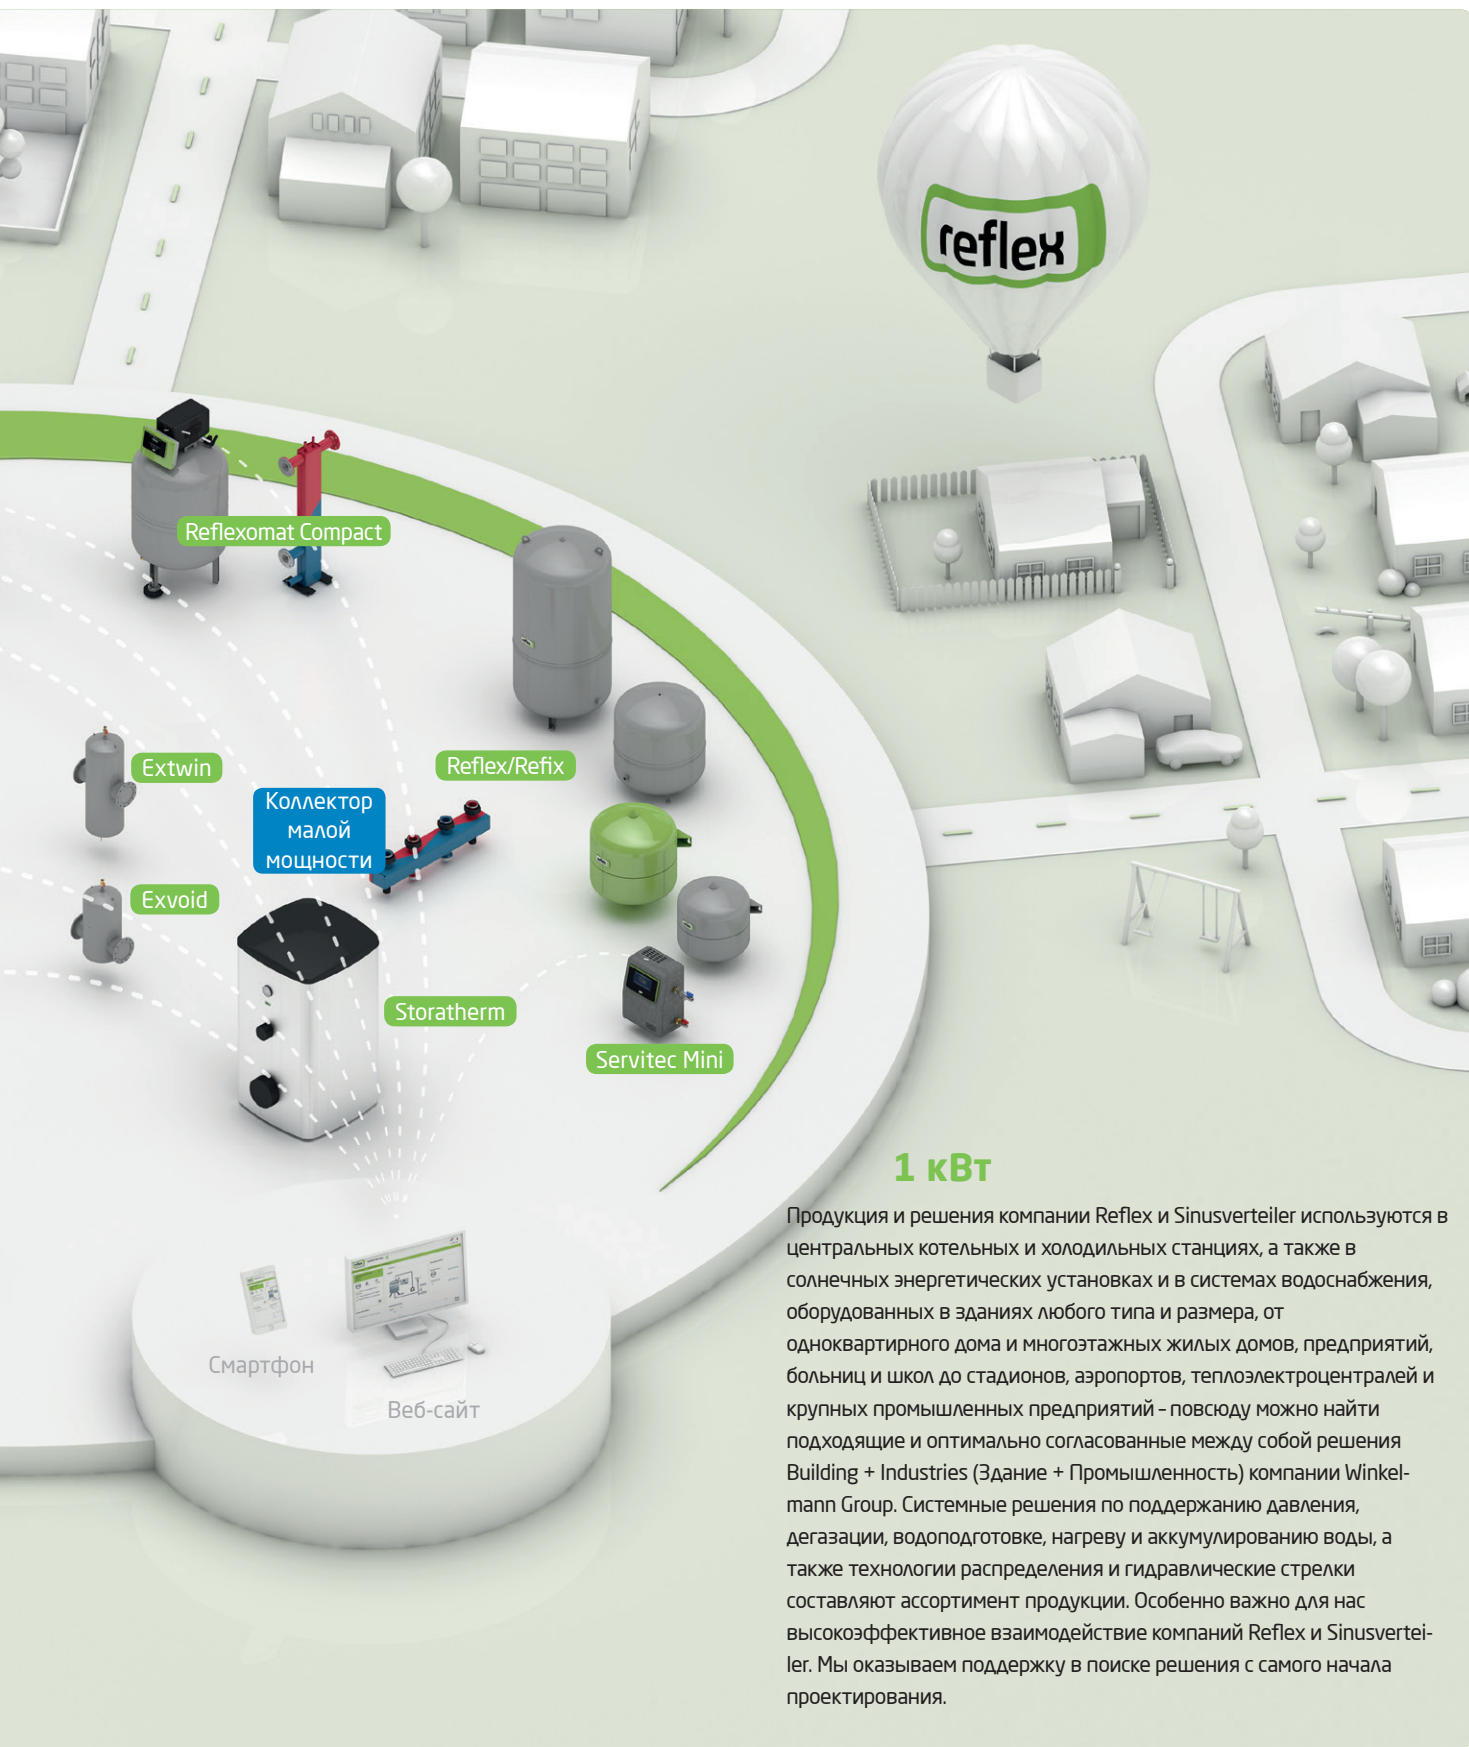 reflex
Reflexomat Compact
Extwin
Reflex/Refix
Коллектор
малой
мощности
Exvoid
Storatherm
Servitec Mini
1 кВт
Продукция и решения компании Reflex и Sinusverteiler используются в
центральных котельных и холодильных станциях, а также в
солнечных энергетических установках и в системах водоснабжения,
оборудованных в зданиях любого типа и размера, от
одноквартирного дома и многоэтажных жилых домов, предприятий,
больниц и школ до стадионов, аэропортов, теплоэлектроцентралей и
крупных промышленных предприятий – повсюду можно найти
подходящие и оптимально согласованные между собой решения
Building + Industries (Здание + Промышленность) компании Winkel-
mann Group. Системные решения по поддержанию давления,
дегазации, водоподготовке, нагреву и аккумулированию воды, а
также технологии распределения и гидравлические стрелки
составляют ассортимент продукции. Особенно важно для нас
высокоэффективное взаимодействие компаний Reflex и Sinusvertei-
ler. Мы оказываем поддержку в поиске решения с самого начала
проектирования.
Смартфон
Веб-сайт